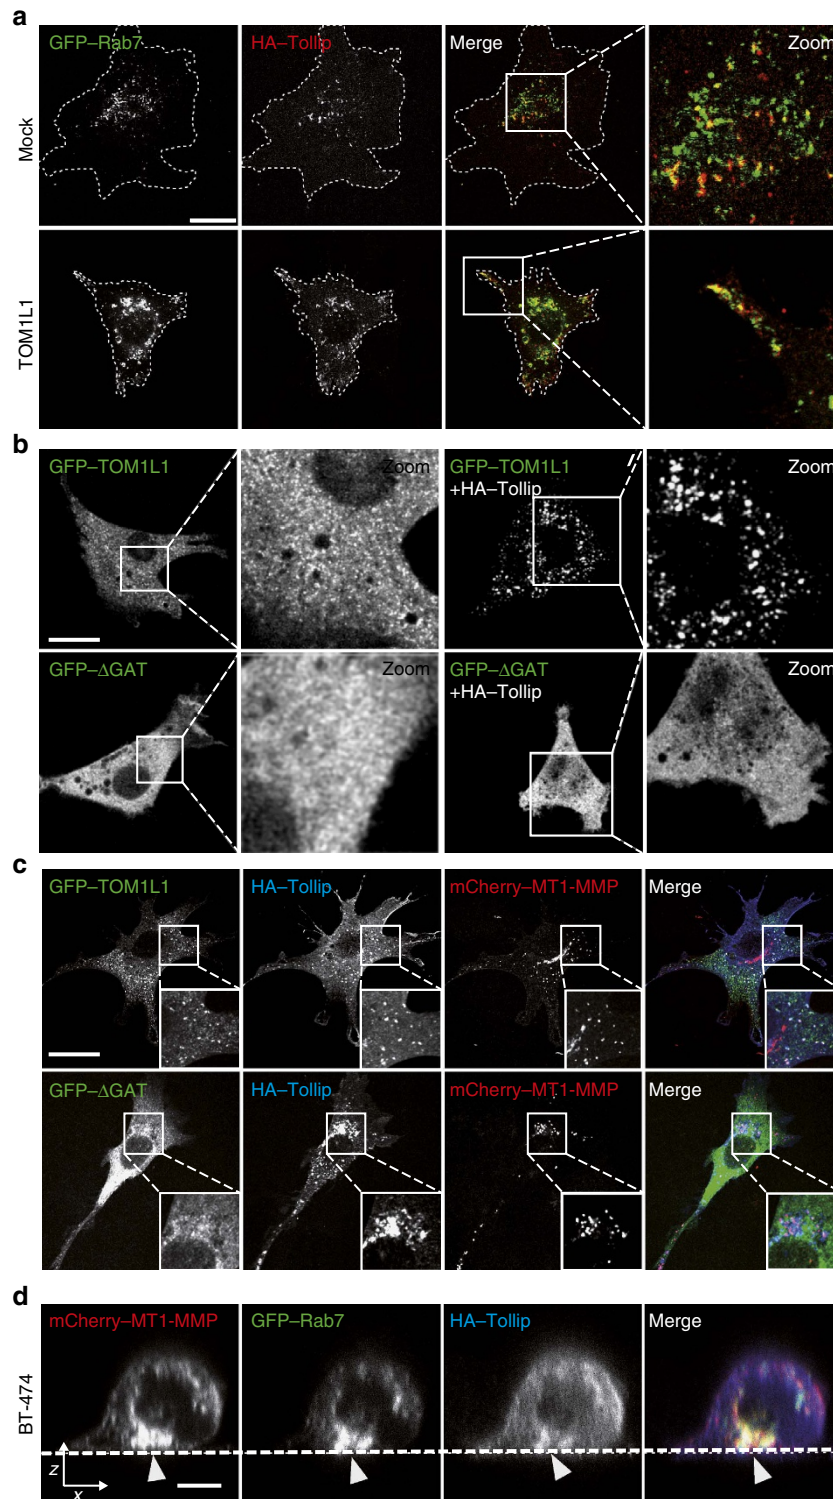 a
GFP–Rab7 HA–Tollip Merge Zoom
Mock
TOM1L1
b
GFP–TOM1L1 Zoom GFP–TOM1L1 Zoom
+HA–Tollip
GFP–ΔGAT Zoom GFP–ΔGAT Zoom
+HA–Tollip
c
GFP–TOM1L1 HA–Tollip mCherry–MT1-MMP Merge
GFP–ΔGAT HA–Tollip mCherry–MT1-MMP Merge
d
mCherry–MT1-MMP GFP–Rab7 HA–Tollip Merge
BT-474
z
x